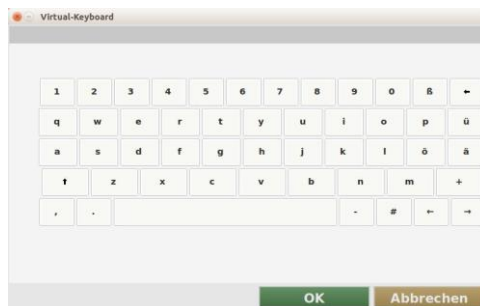 Virtual-Keyboard
1 2 3 4 5 6 7 8 9 0 ß ←
q w e r t y u i o p ü
a s d f g h j k l ö ä
↑ z x c v b n m +
, . - # ← →
OK Abbrechen